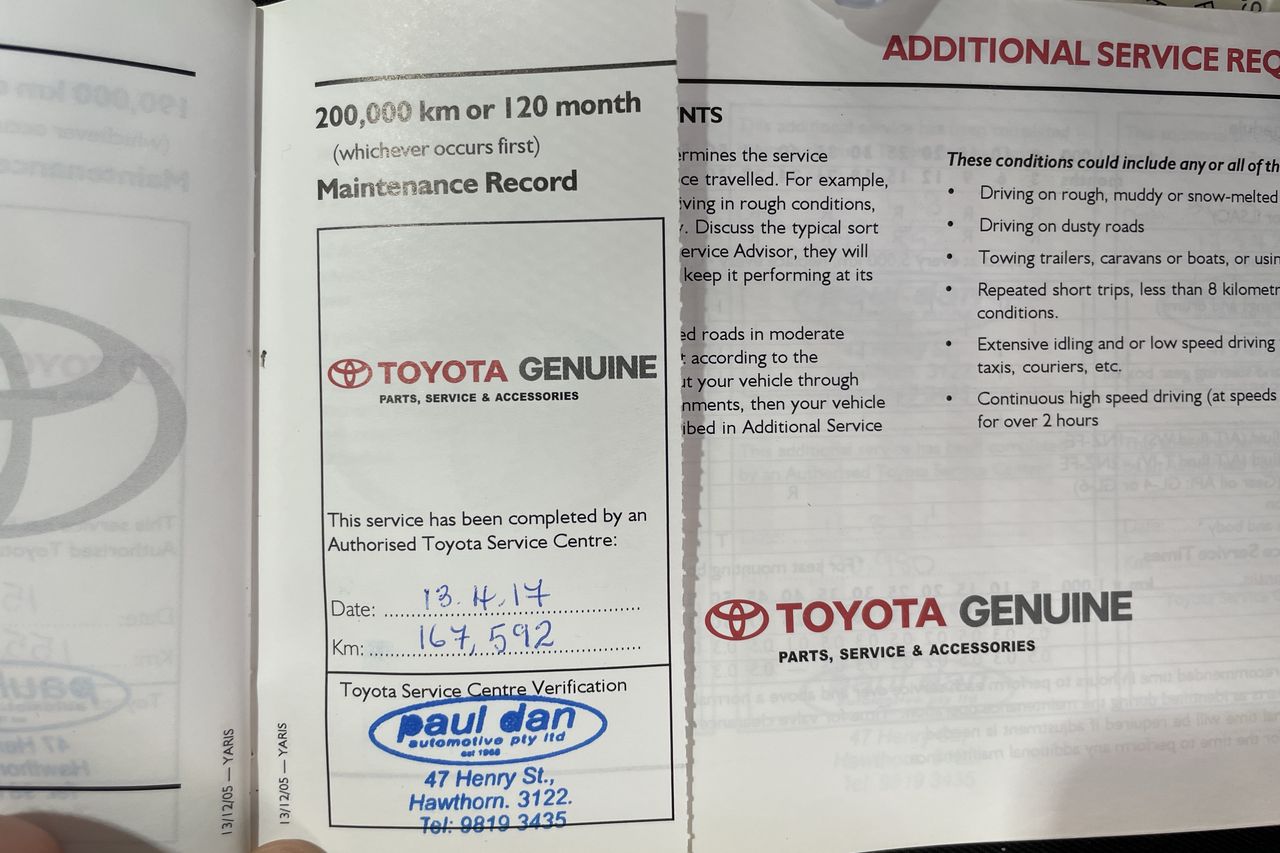 200,000 km or 120 month
(whichever occurs first)
Maintenance Record
TOYOTA GENUINE
PARTS, SERVICE & ACCESSORIES
This service has been completed by an
Authorised Toyota Service Centre:
Date: 13.4.17
Km: 167,592
Toyota Service Centre Verification
paul dan
automotive pty ltd
est 1968
47 Henry St.,
Hawthorn. 3122.
Tel: 9819 3435
13/12/05 — YARIS
13/12/05 — YARIS
ADDITIONAL SERVICE REQ
NTS
ermines the service
ce travelled. For example,
iving in rough conditions,
y. Discuss the typical sort
ervice Advisor, they will
keep it performing at its
ed roads in moderate
t according to the
ut your vehicle through
nments, then your vehicle
ibed in Additional Service
These conditions could include any or all of th
• Driving on rough, muddy or snow-melted
• Driving on dusty roads
• Towing trailers, caravans or boats, or usin
• Repeated short trips, less than 8 kilometr
conditions.
• Extensive idling and or low speed driving
taxis, couriers, etc.
• Continuous high speed driving (at speeds
for over 2 hours
TOYOTA GENUINE
PARTS, SERVICE & ACCESSORIES